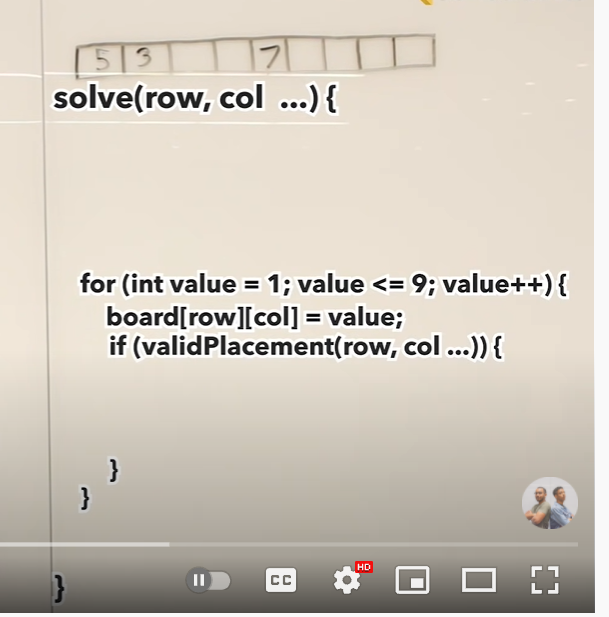 5 3 7
solve(row, col ...) {
for (int value = 1; value <= 9; value++) {
board[row][col] = value;
if (validPlacement(row, col ...)) {
}
}
CC
HD
}